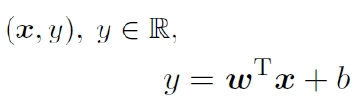 (𝒙, y), y ∈ ℝ,
y = 𝒘ᵀ𝒙 + b